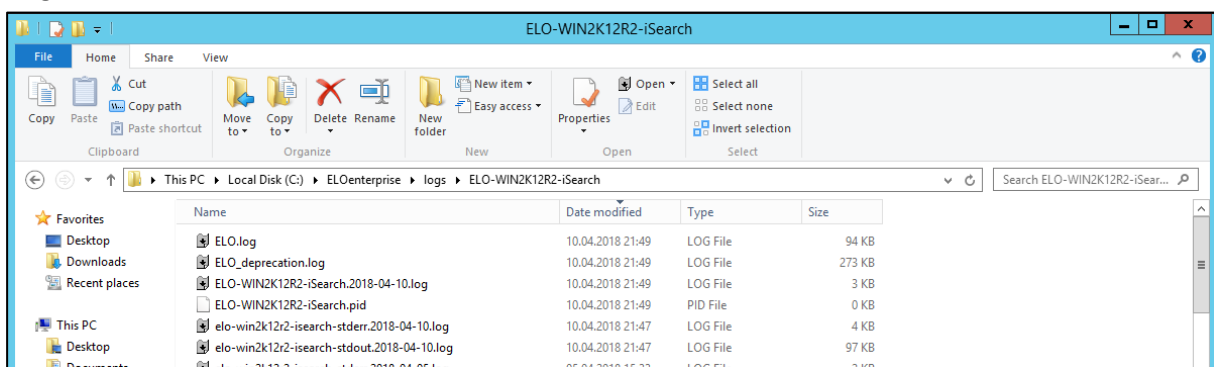 ELO-WIN2K12R2-iSearch
File Home Share View
Copy
Paste
Cut
Copy path
Paste shortcut
Clipboard
Move to
Copy to
Delete
Rename
Organize
New folder
New item
Easy access
New
Properties
Open
Edit
Open
Select all
Select none
Invert selection
Select
This PC Local Disk (C:) ELOenterprise logs ELO-WIN2K12R2-iSearch
Search ELO-WIN2K12R2-iSear...
Favorites
Desktop
Downloads
Recent places
This PC
Desktop
Documents
Name Date modified Type Size
ELO.log 10.04.2018 21:49 LOG File 94 KB
ELO_deprecation.log 10.04.2018 21:49 LOG File 273 KB
ELO-WIN2K12R2-iSearch.2018-04-10.log 10.04.2018 21:49 LOG File 3 KB
ELO-WIN2K12R2-iSearch.pid 10.04.2018 21:49 PID File 0 KB
elo-win2k12r2-isearch-stderr.2018-04-10.log 10.04.2018 21:47 LOG File 4 KB
elo-win2k12r2-isearch-stdout.2018-04-10.log 10.04.2018 21:47 LOG File 97 KB